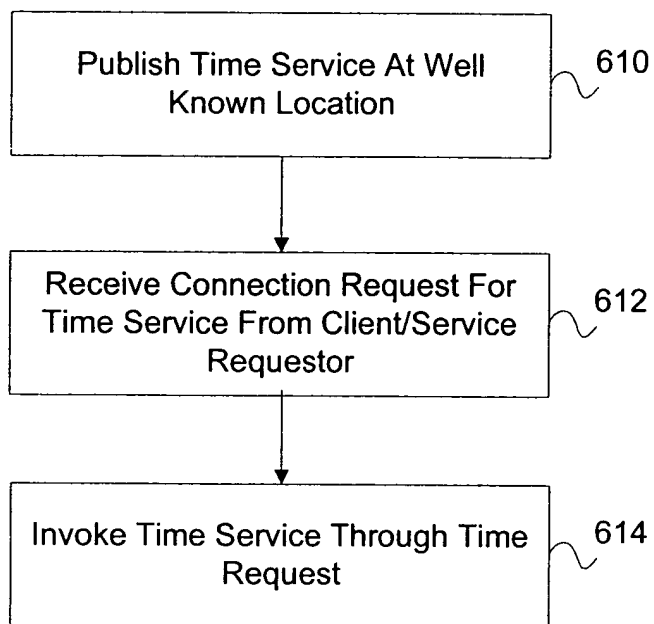 Publish Time Service At Well
Known Location
610
Receive Connection Request For
Time Service From Client/Service
Requestor
612
Invoke Time Service Through Time
Request
614